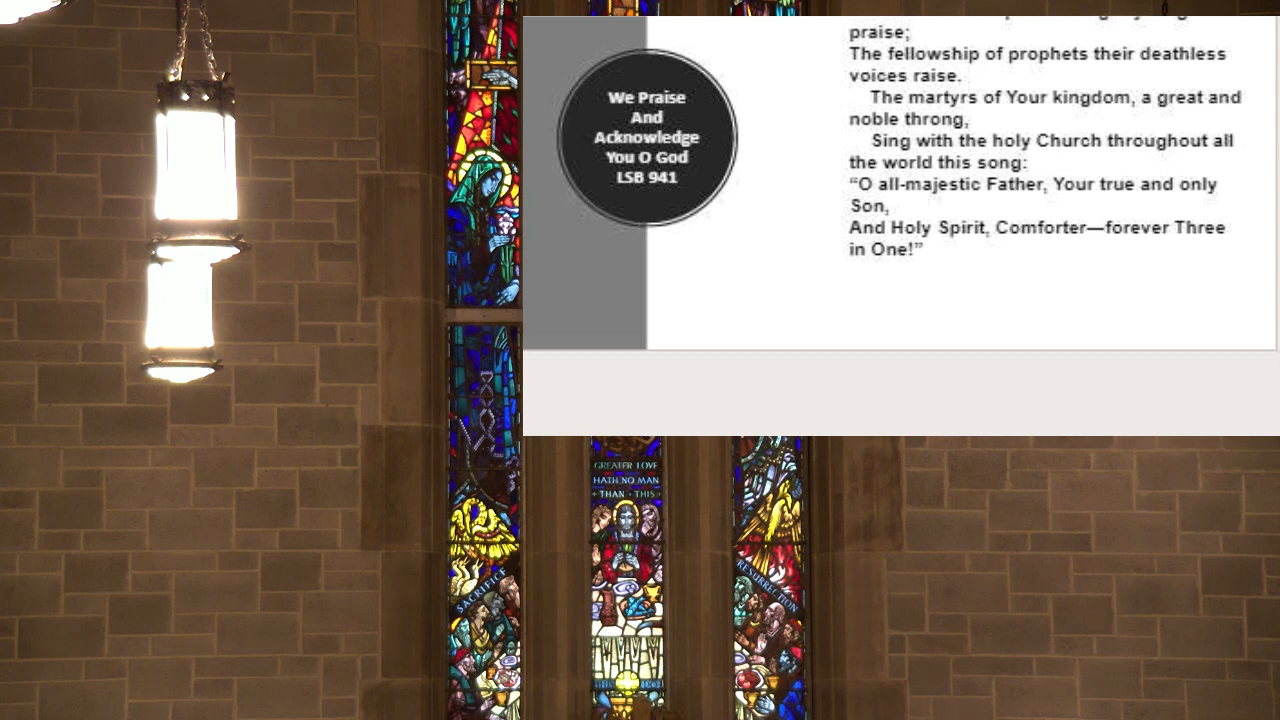 praise;
The fellowship of prophets their deathless
voices raise.
The martyrs of Your kingdom, a great and
noble throng,
Sing with the holy Church throughout all
the world this song:
“O all-majestic Father, Your true and only
Son,
And Holy Spirit, Comforter—forever Three
in One!”
We Praise
And
Acknowledge
You O God
LSB 941
GREATER LOVE
HATH NO MAN
THAN • THIS
SACRIFICE
RESURRECTION